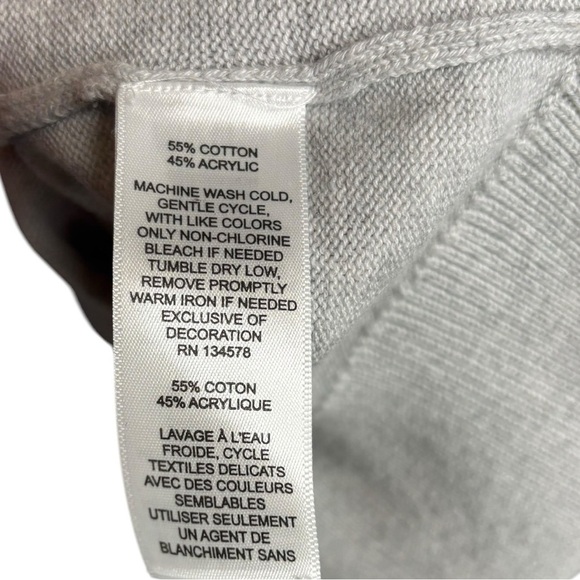 55% COTTON
45% ACRYLIC
MACHINE WASH COLD,
GENTLE CYCLE,
WITH LIKE COLORS
ONLY NON-CHLORINE
BLEACH IF NEEDED
TUMBLE DRY LOW,
REMOVE PROMPTLY
WARM IRON IF NEEDED
EXCLUSIVE OF
DECORATION
RN 134578
55% COTON
45% ACRYLIQUE
LAVAGE À L'EAU
FROIDE, CYCLE
TEXTILES DELICATS
AVEC DES COULEURS
SEMBLABLES
UTILISER SEULEMENT
UN AGENT DE
BLANCHIMENT SANS